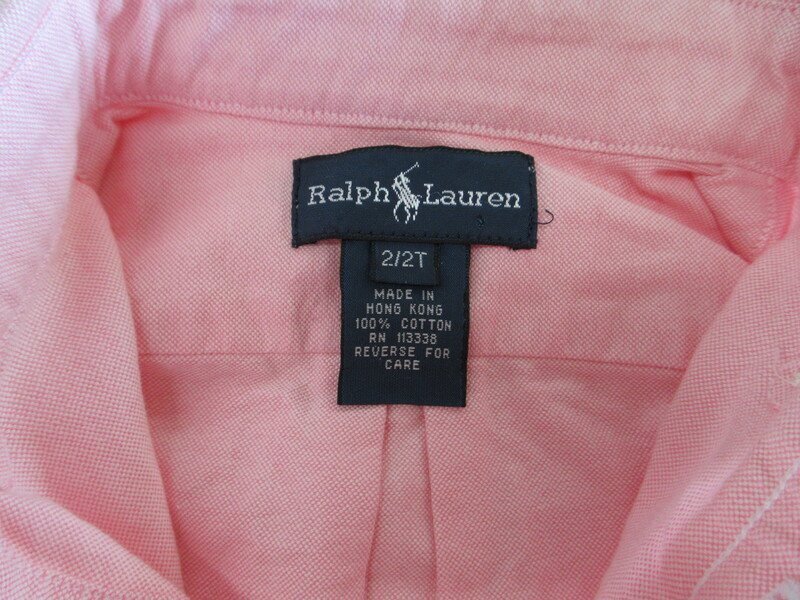 Ralph Lauren
2/2T
MADE IN
HONG KONG
100% COTTON
RN 113338
REVERSE FOR
CARE